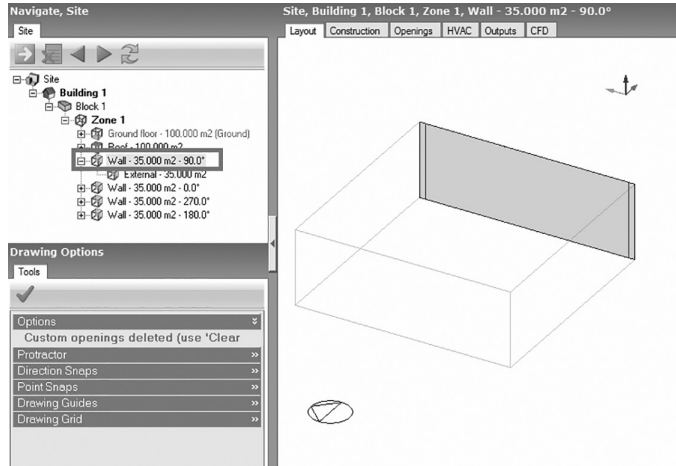 Navigate, Site
Site
Site
Building 1
Block 1
Zone 1
Ground floor - 100.000 m2 (Ground)
Roof - 100.000 m2
Wall - 35.000 m2 - 90.0°
External - 35.000 m2
Wall - 35.000 m2 - 0.0°
Wall - 35.000 m2 - 270.0°
Wall - 35.000 m2 - 180.0°
Drawing Options
Tools
Options
Custom openings deleted (use 'Clear
Protractor
Direction Snaps
Point Snaps
Drawing Guides
Drawing Grid
Site, Building 1, Block 1, Zone 1, Wall - 35.000 m2 - 90.0°
Layout Construction Openings HVAC Outputs CFD